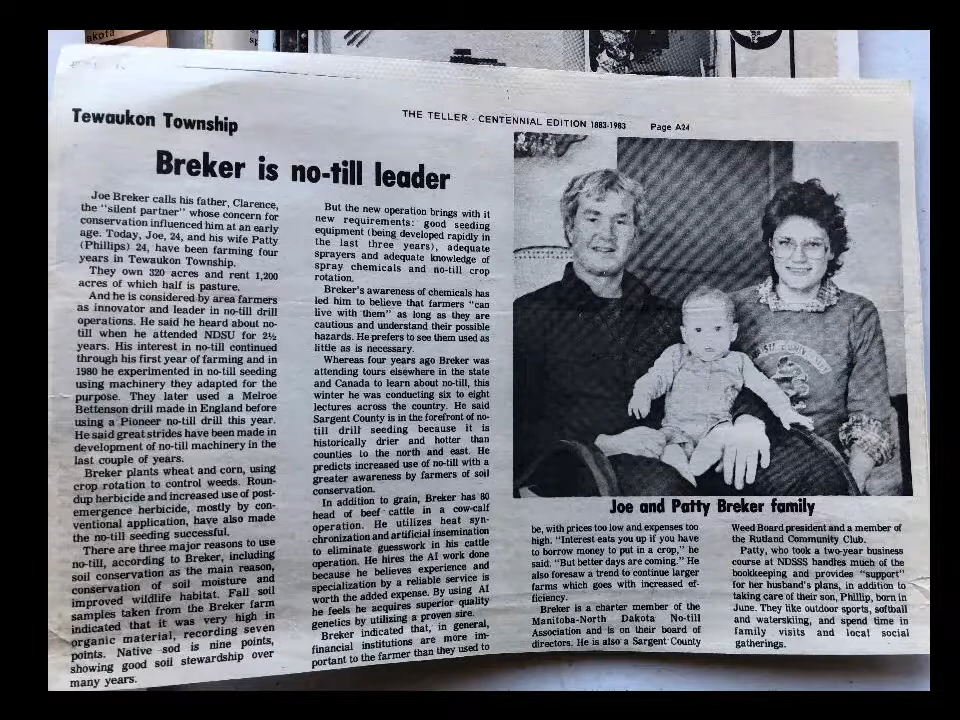 akota
Tewaukon Township
THE TELLER - CENTENNIAL EDITION 1883-1983 Page A24
Breker is no-till leader
Joe Breker calls his father, Clarence,
the "silent partner" whose concern for
conservation influenced him at an early
age. Today, Joe, 24, and his wife Patty
(Phillips) 24, have been farming four
years in Tewaukon Township.
They own 320 acres and rent 1,200
acres of which half is pasture.
And he is considered by area farmers
as innovator and leader in no-till drill
operations. He said he heard about no-
till when he attended NDSU for 2½
years. His interest in no-till continued
through his first year of farming and in
1980 he experimented in no-till seeding
using machinery they adapted for the
purpose. They later used a Melroe
Bettenson drill made in England before
using a Pioneer no-till drill this year.
He said great strides have been made in
development of no-till machinery in the
last couple of years.
Breker plants wheat and corn, using
crop rotation to control weeds. Roun-
dup herbicide and increased use of post-
emergence herbicide, mostly by con-
ventional application, have also made
the no-till seeding successful.
There are three major reasons to use
no-till, according to Breker, including
soil conservation as the main reason,
conservation of soil moisture and
improved wildlife habitat. Fall soil
samples taken from the Breker farm
indicated that it was very high in
organic material, recording seven
points. Native sod is nine points,
showing good soil stewardship over
many years.
But the new operation brings with it
new requirements: good seeding
equipment (being developed rapidly in
the last three years), adequate
sprayers and adequate knowledge of
spray chemicals and no-till crop
rotation.
Breker's awareness of chemicals has
led him to believe that farmers "can
live with them" as long as they are
cautious and understand their possible
hazards. He prefers to see them used as
little as is necessary.
Whereas four years ago Breker was
attending tours elsewhere in the state
and Canada to learn about no-till, this
winter he was conducting six to eight
lectures across the country. He said
Sargent County is in the forefront of no-
till drill seeding because it is
historically drier and hotter than
counties to the north and east. He
predicts increased use of no-till with a
greater awareness by farmers of soil
conservation.
In addition to grain, Breker has 80
head of beef cattle in a cow-calf
operation. He utilizes heat syn-
chronization and artificial insemination
to eliminate guesswork in his cattle
operation. He hires the AI work done
because he believes experience and
specialization by a reliable service is
worth the added expense. By using AI
he feels he acquires superior quality
genetics by utilizing a proven sire.
Breker indicated that, in general,
financial institutions are more im-
portant to the farmer than they used to
Joe and Patty Breker family
be, with prices too low and expenses too
high. "Interest eats you up if you have
to borrow money to put in a crop," he
said. "But better days are coming." He
also foresaw a trend to continue larger
farms which goes with increased ef-
ficiency.
Breker is a charter member of the
Manitoba-North Dakota No-till
Association and is on their board of
directors. He is also a Sargent County
Weed Board president and a member of
the Rutland Community Club.
Patty, who took a two-year business
course at NDSSS handles much of the
bookkeeping and provides "support"
for her husband's plans, in addition to
taking care of their son, Phillip, born in
June. They like outdoor sports, softball
and waterskiing, and spend time in
family visits and local social
gatherings.